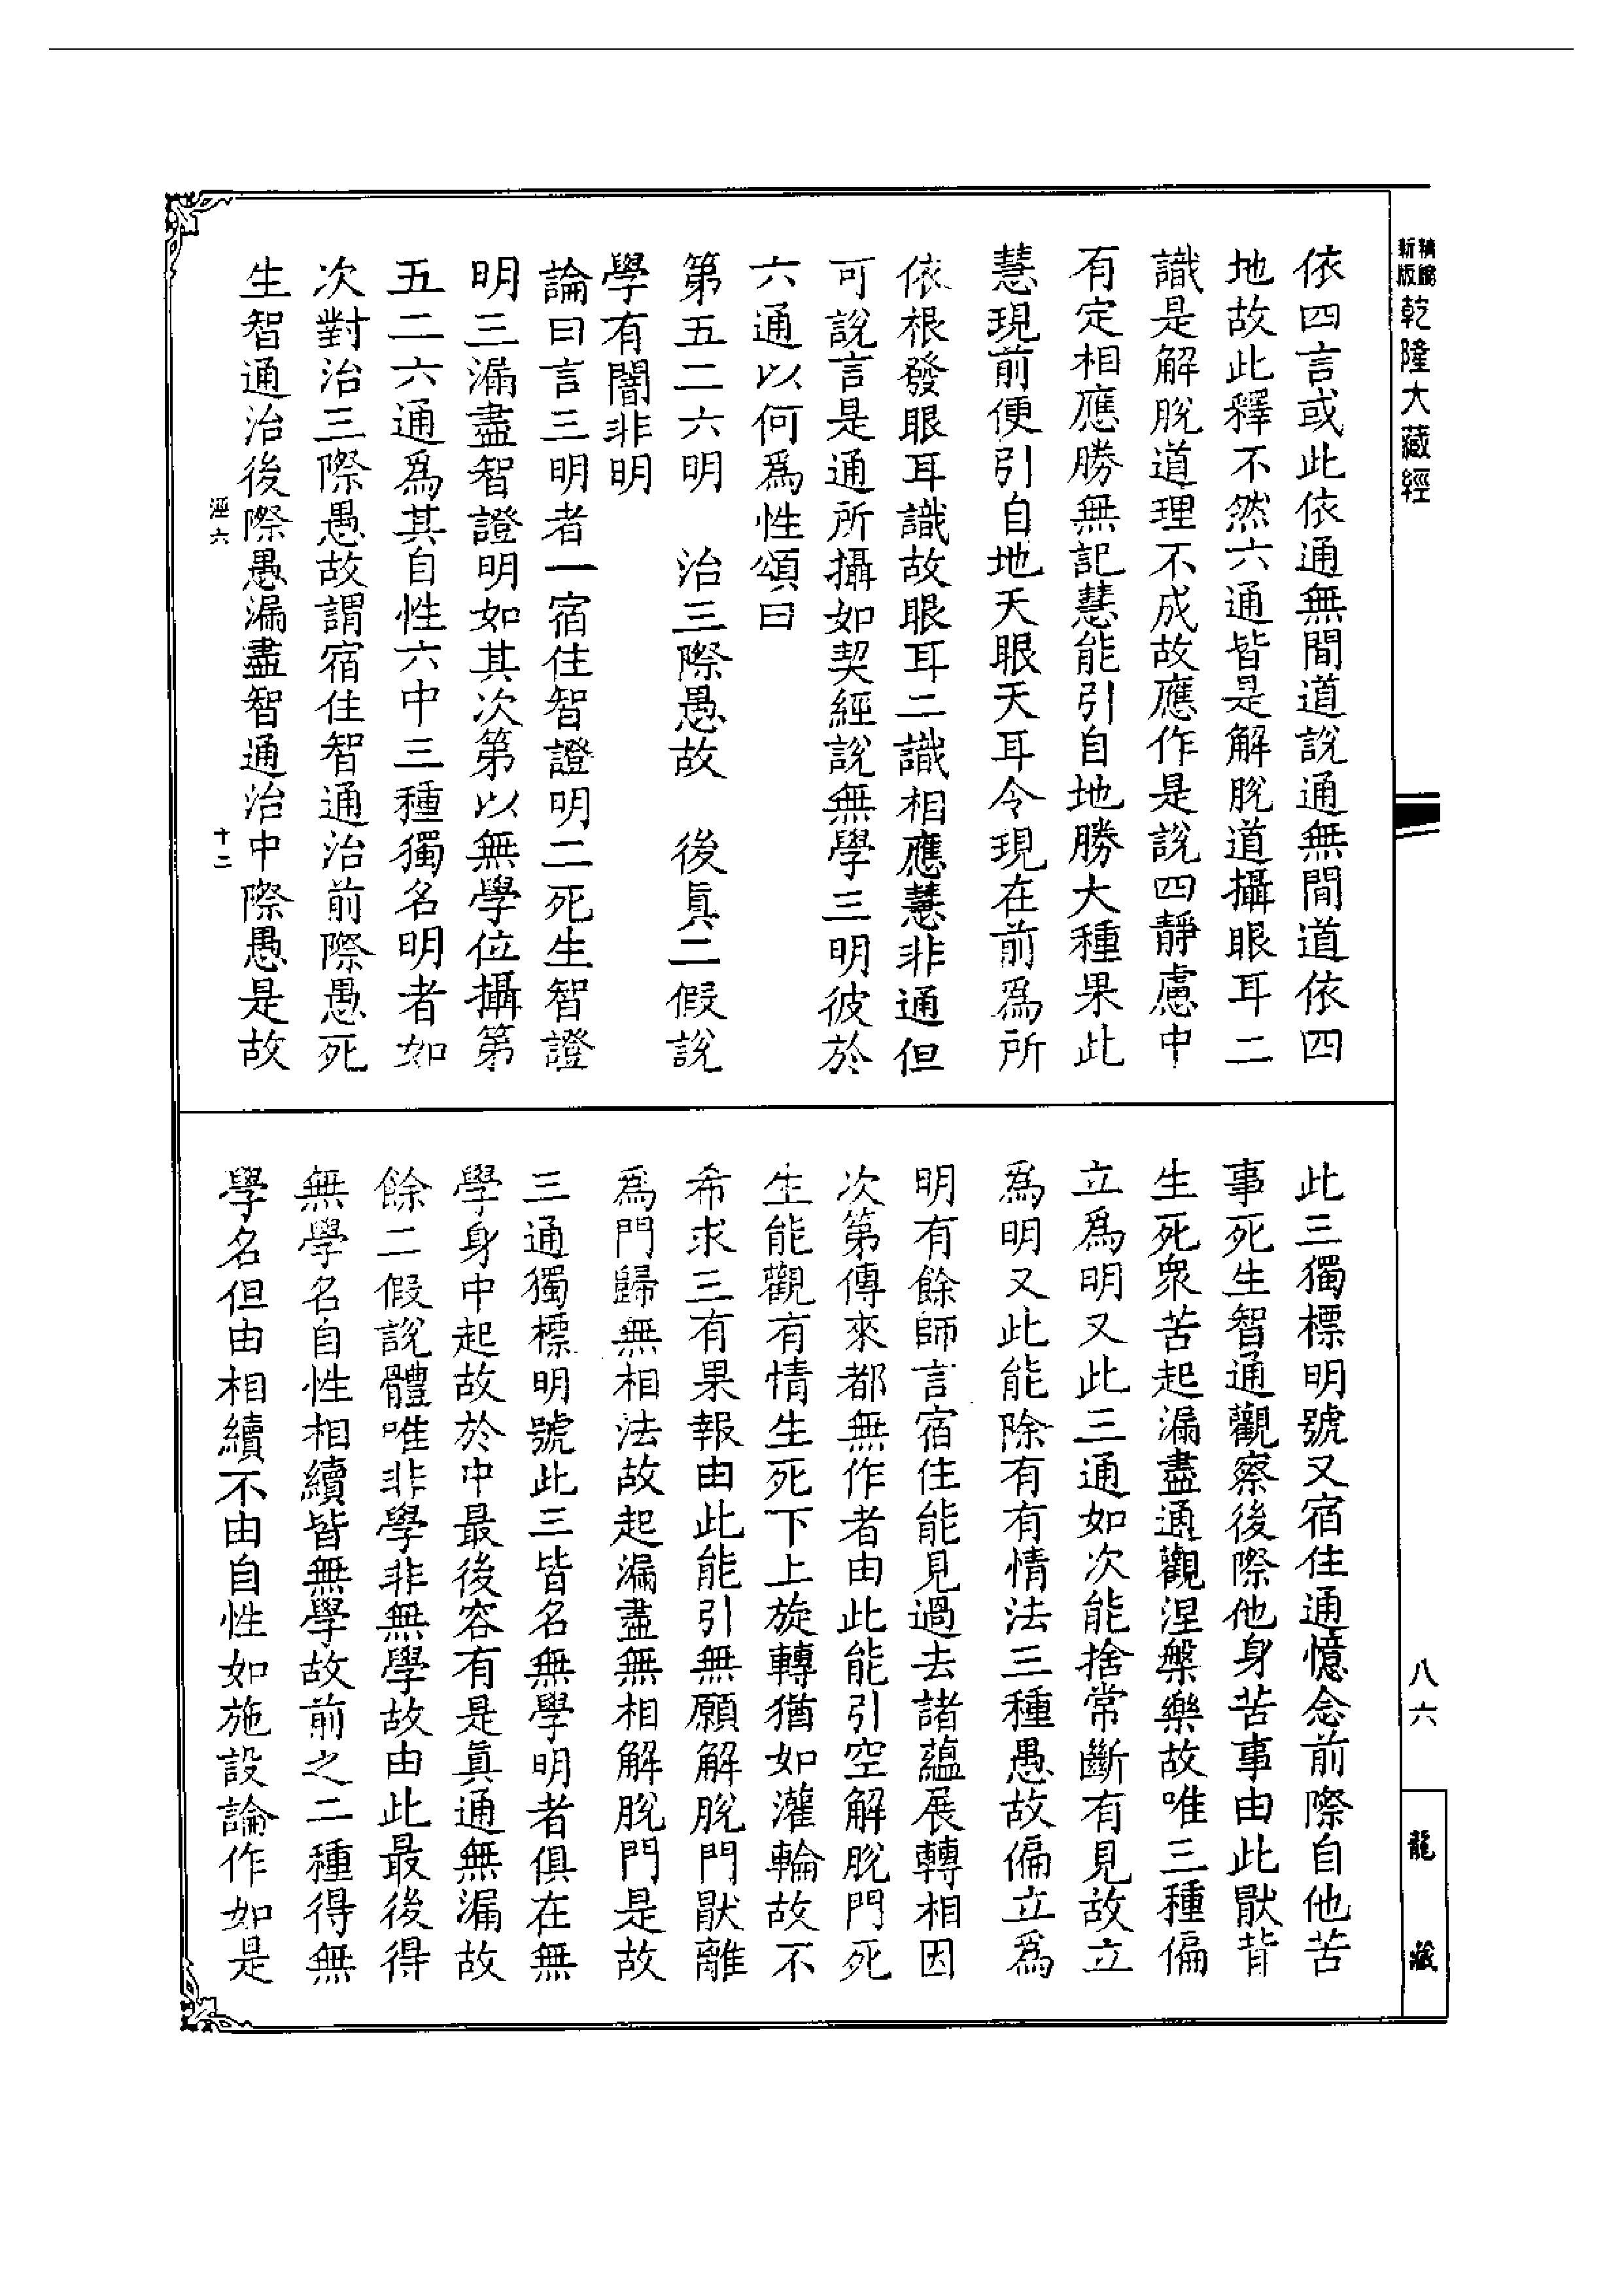 新版精縮乾隆大藏經
依四言或此依通無間道說通無間道依四
地故此釋不然六通皆是解脫道攝眼耳二
識是解脫道理不成故應作是說四靜慮中
有定相應勝無記慧能引自地勝大種果此
慧現前便引自地天眼天耳令現在前爲所
依根發眼耳識故眼耳二識相應慧非通但
可說言是通所攝如契經說無學三明彼於
六通以何爲性頌曰
第五二六明　治三際愚故　後眞二假說
學有闇非明
論曰言三明者一宿住智證明二死生智證
明三漏盡智證明如其次第以無學位攝第
五二六通爲其自性六中三種獨名明者如
次對治三際愚故謂宿住智通治前際愚死
生智通治後際愚漏盡智通治中際愚是故
八六
龍藏
此三獨標明號又宿住通憶念前際自他苦
事死生智通觀察後際他身苦事由此厭背
生死衆苦起漏盡通觀涅槃樂故唯三種偏
立爲明又此三通如次能捨常斷有見故立
爲明又此能除有有情法三種愚故偏立爲
明有餘師言宿住能見過去諸蘊展轉相因
次第傳來都無作者由此能引空解脫門死
生能觀有情生死下上旋轉猶如灌輪故不
希求三有果報由此能引無願解脫門厭離
爲門歸無相法故起漏盡無相解脫門是故
三通獨標明號此三皆名無學明者俱在無
學身中起故於中最後容有是眞通無漏故
餘二假說體唯非學非無學故由此最後得
無學名自性相續皆無學故前之二種得無
學名但由相續不由自性如施設論作如是
十二